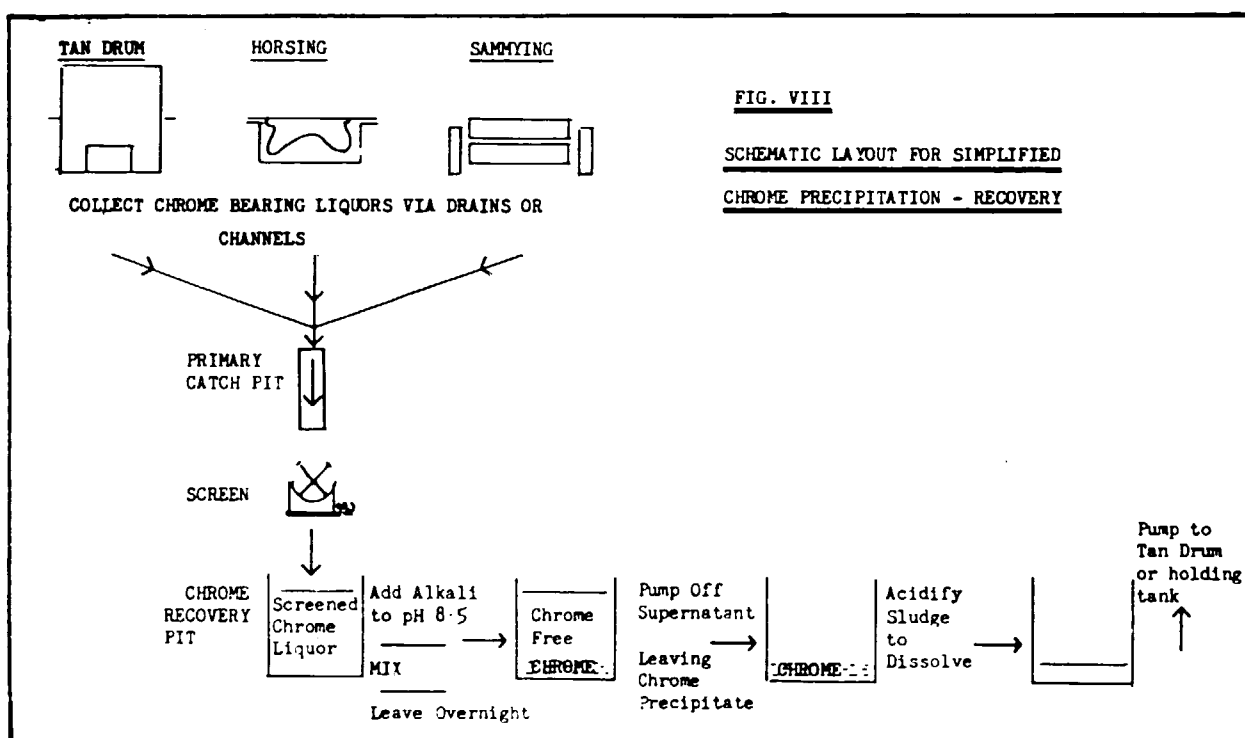 TAN DRUM
HORSING
SAMMYING
FIG. VIII
SCHEMATIC LAYOUT FOR SIMPLIFIED
CHROME PRECIPITATION - RECOVERY
COLLECT CHROME BEARING LIQUORS VIA DRAINS OR
CHANNELS
PRIMARY
CATCH PIT
SCREEN
CHROME
RECOVERY
PIT
Screened
Chrome
Liquor
Add Alkali
to pH 8·5
MIX
Leave Overnight
Chrome
Free
CHROME
Pump Off
Supernatant
Leaving
Chrome
Precipitate
CHROME
Acidify
Sludge
to
Dissolve
Pump to
Tan Drum
or holding
tank